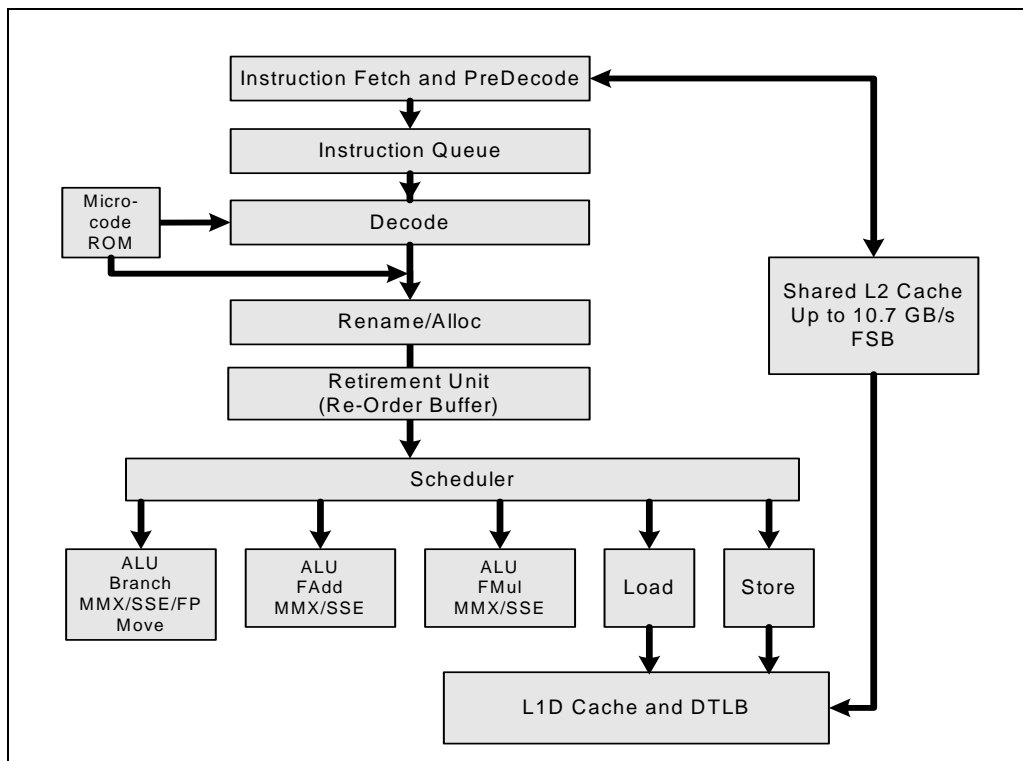 Instruction Fetch and PreDecode
Instruction Queue
Micro-
code
ROM
Decode
Shared L2 Cache
Up to 10.7 GB/s
FSB
Rename/Alloc
Retirement Unit
(Re-Order Buffer)
Scheduler
ALU
Branch
MMX/SSE/FP
Move
ALU
FAdd
MMX/SSE
ALU
FMul
MMX/SSE
Load
Store
L1D Cache and DTLB